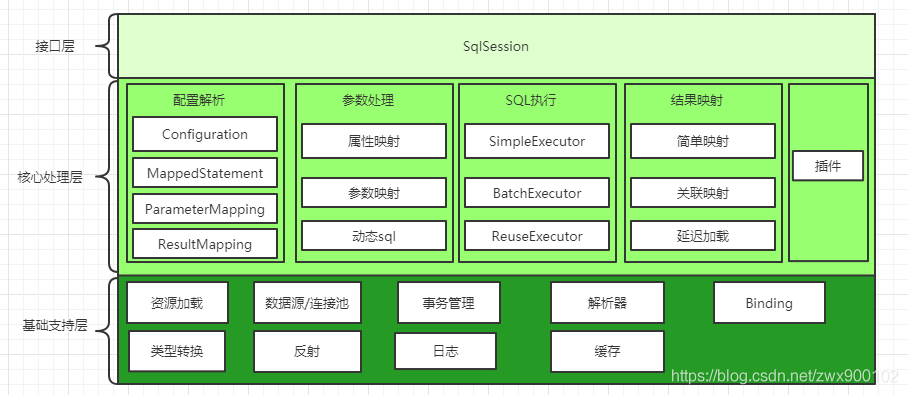 接口层
SqlSession
核心处理层
配置解析
Configuration
MappedStatement
ParameterMapping
ResultMapping
参数处理
属性映射
参数映射
动态sql
SQL执行
SimpleExecutor
BatchExecutor
ReuseExecutor
结果映射
简单映射
关联映射
延迟加载
插件
基础支持层
资源加载
数据源/连接池
事务管理
解析器
Binding
类型转换
反射
日志
缓存
https://blog.csdn.net/zwx900102